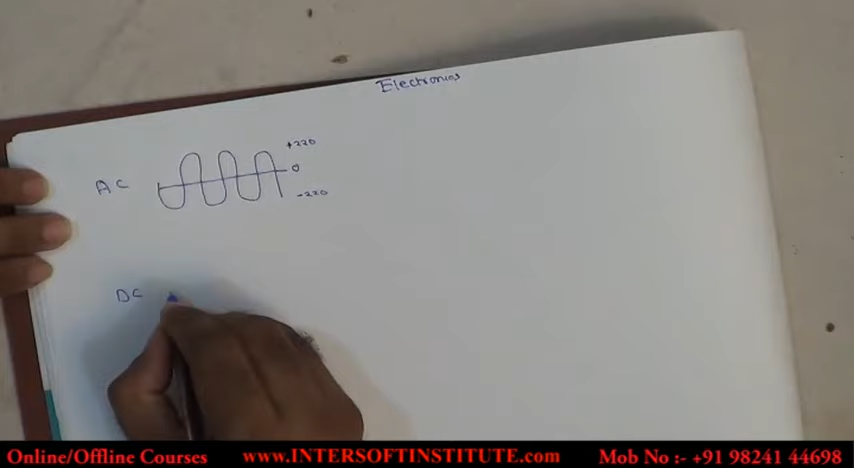 Electronics
+220
AC
0
-220
DC
Online/Offline Courses www.INTERSOFTINSTITUTE.com Mob No :- +91 98241 44698